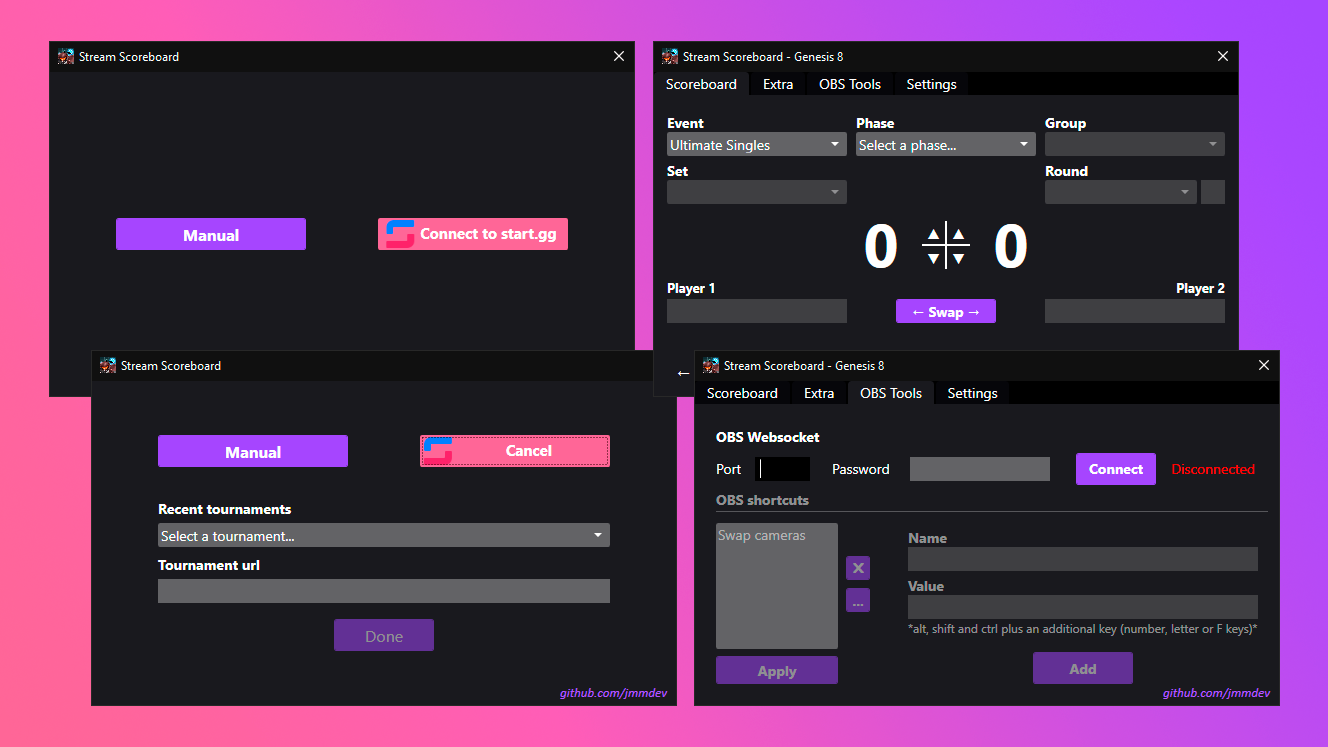 Stream Scoreboard
Manual
Connect to start.gg
Stream Scoreboard - Genesis 8
Scoreboard Extra OBS Tools Settings
Event Phase Group
Ultimate Singles Select a phase...
Set Round
0 0
Player 1 Player 2
← Swap →
←
Stream Scoreboard
Manual
Cancel
Recent tournaments
Select a tournament...
Tournament url
Done
github.com/jmmdev
Stream Scoreboard - Genesis 8
Scoreboard Extra OBS Tools Settings
OBS Websocket
Port Password Connect Disconnected
OBS shortcuts
Swap cameras
X
...
Apply
Name
Value
*alt, shift and ctrl plus an additional key (number, letter or F keys)*
Add
github.com/jmmdev